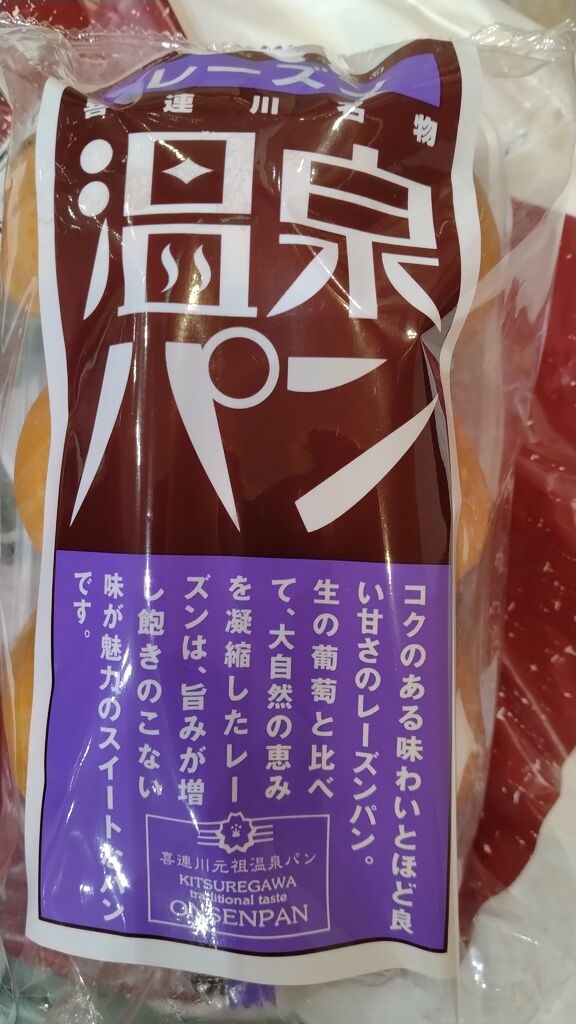 レーズン
喜連川名物
温泉
パン
コクのある味わいとほど良
い甘さのレーズンパン。
生の葡萄と比べ
て、大自然の恵み
を凝縮したレー
ズンは、旨みが増
し飽きのこない
味が魅力のスイートなパン
です。
喜連川元祖温泉パン
KITSUREGAWA
traditional taste
ONSENPAN